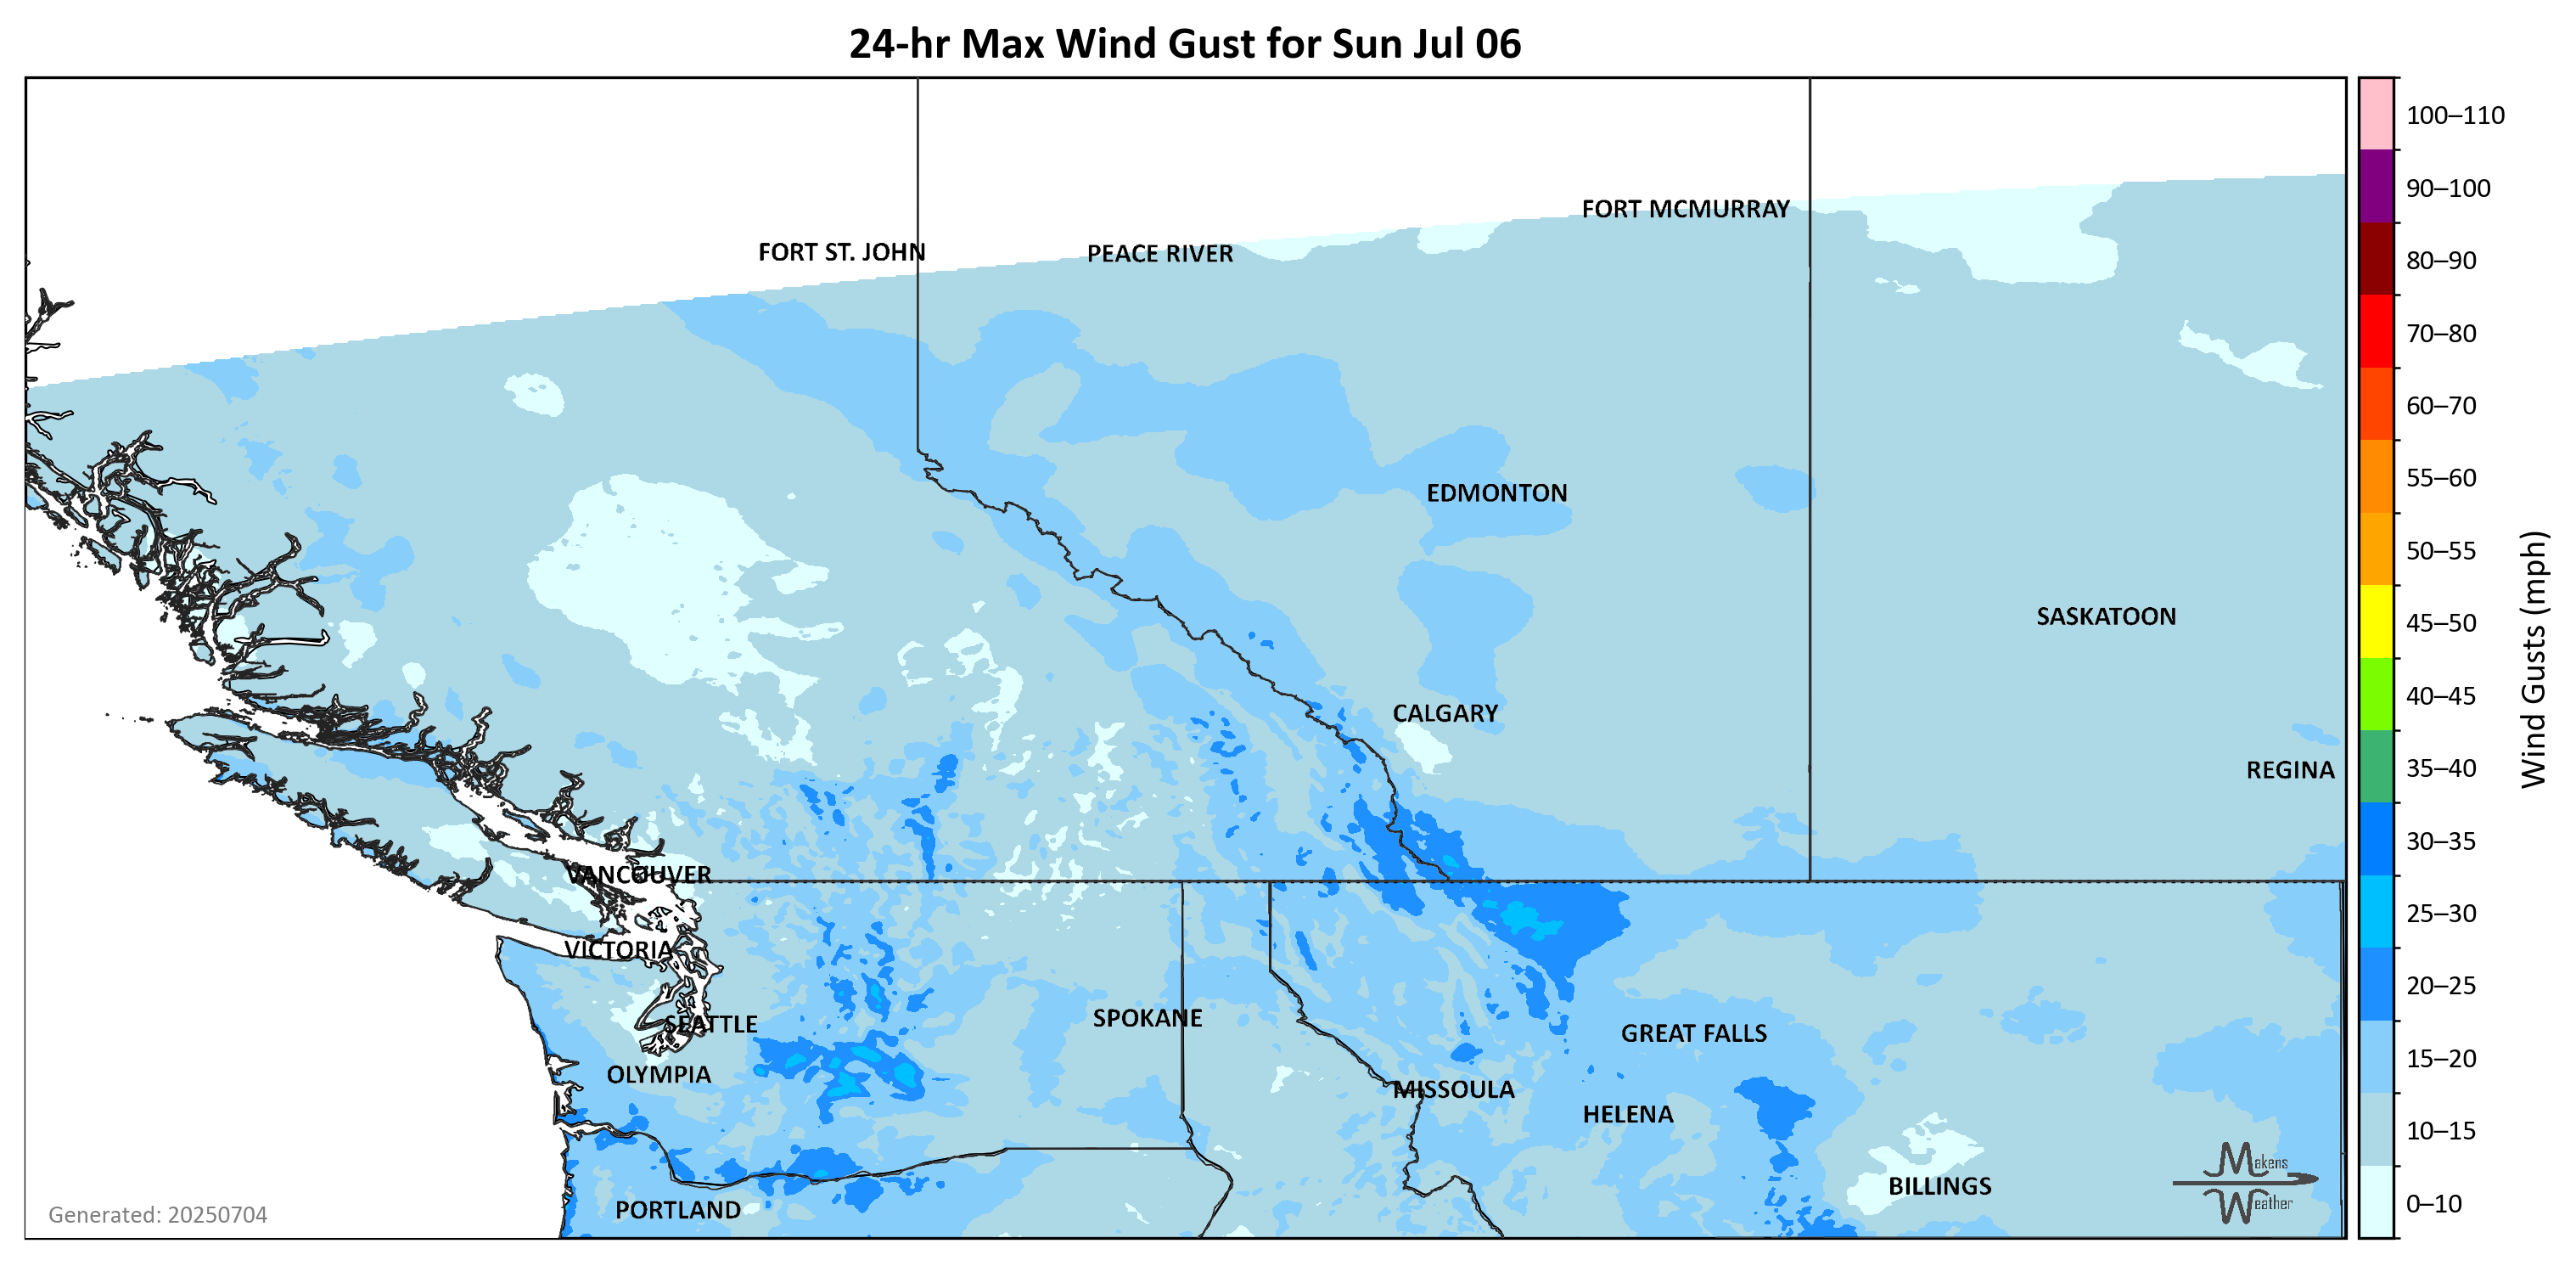 24-hr Max Wind Gust for Sun Jul 06
100–110
90–100
80–90
70–80
60–70
55–60
50–55
45–50
40–45
35–40
30–35
25–30
20–25
15–20
10–15
0–10
Wind Gusts (mph)
FORT MCMURRAY
FORT ST. JOHN
PEACE RIVER
EDMONTON
SASKATOON
CALGARY
REGINA
VANCOUVER
VICTORIA
SEATTLE
SPOKANE
GREAT FALLS
OLYMPIA
MISSOULA
HELENA
BILLINGS
PORTLAND
Makens
Weather
Generated: 20250704